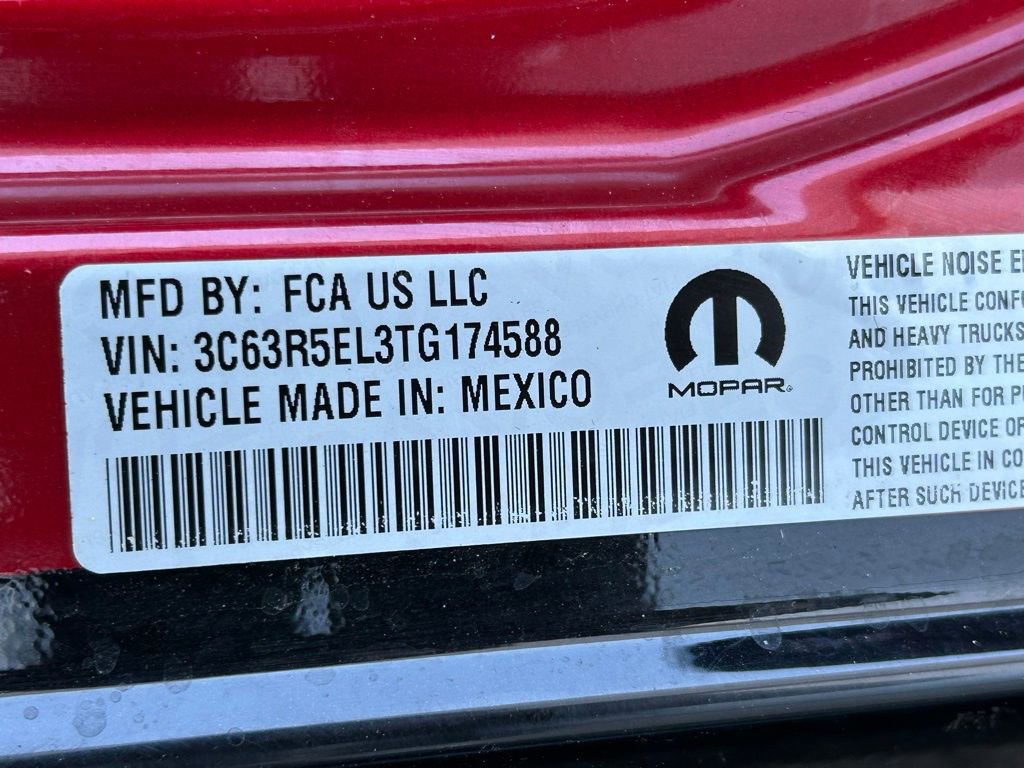 MFD BY: FCA US LLC
VIN: 3C63R5EL3TG174588
VEHICLE MADE IN: MEXICO
MOPAR
VEHICLE NOISE
THIS VEHICLE
AND HEAVY TRUCKS
PROHIBITED BY THE
OTHER THAN FOR
CONTROL DEVICE OR
THIS VEHICLE IN
AFTER SUCH DEVICE